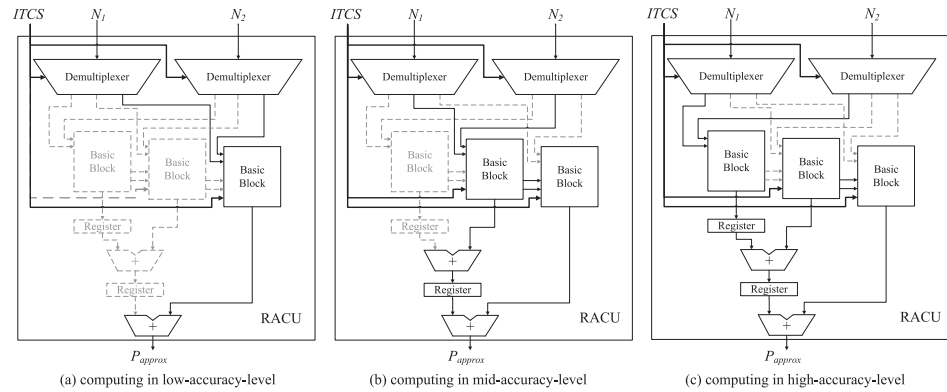 ITCS N1 N2
Demultiplexer Demultiplexer
Basic Block
Basic Block
Basic Block
Register
+
Register
+
RACU
Papprox
(a) computing in low-accuracy-level
ITCS N1 N2
Demultiplexer Demultiplexer
Basic Block
Basic Block
Basic Block
Register
+
Register
+
RACU
Papprox
(b) computing in mid-accuracy-level
ITCS N1 N2
Demultiplexer Demultiplexer
Basic Block
Basic Block
Basic Block
Register
+
Register
+
RACU
Papprox
(c) computing in high-accuracy-level